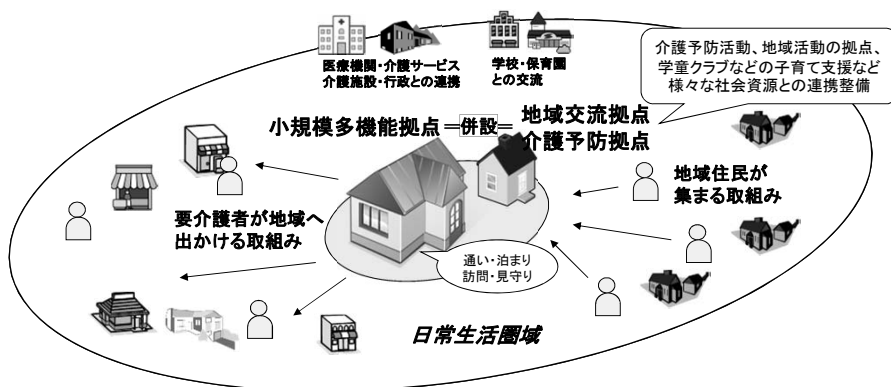 医療機関・介護サービス
介護施設・行政との連携
学校・保育園
との交流
介護予防活動、地域活動の拠点、
学童クラブなどの子育て支援など
様々な社会資源との連携整備
小規模多機能拠点＝併設＝
地域交流拠点
介護予防拠点
地域住民が
集まる取組み
要介護者が地域へ
出かける取組み
通い・泊まり
訪問・見守り
日常生活圏域